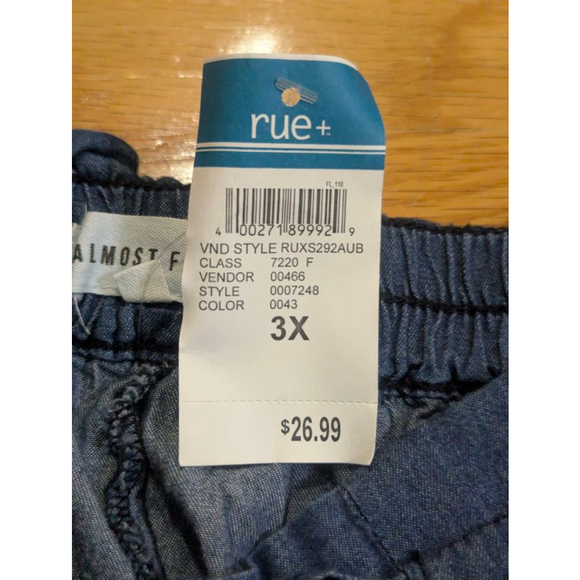 rue+
FL_110
4 00271 89992 9
VND STYLE RUXS292AUB
CLASS 7220 F
VENDOR 00466
STYLE 0007248
COLOR 0043
3X
$26.99
ALMOST F